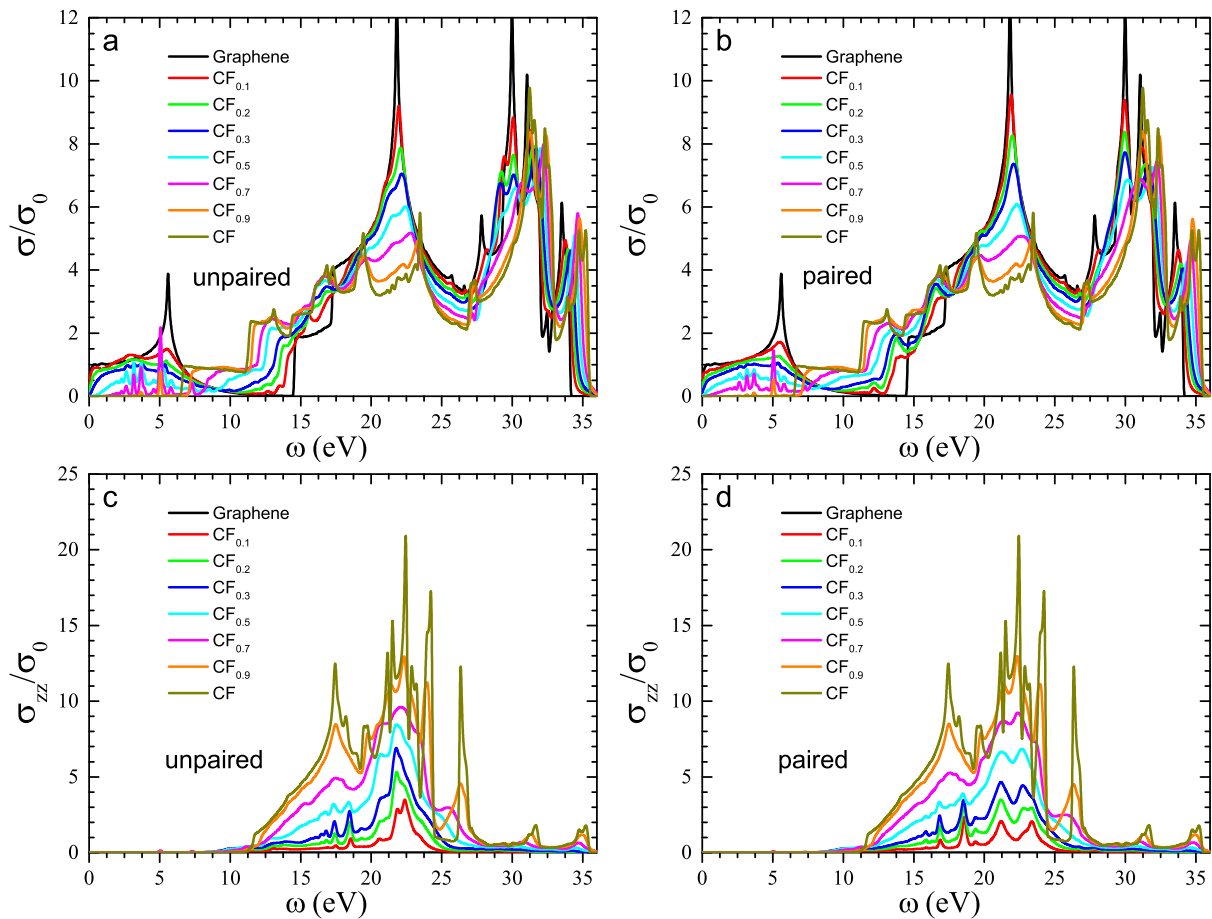 a
12
10
8
6
4
2
0
σ/σ₀
Graphene
CF₀.₁
CF₀.₂
CF₀.₃
CF₀.₅
CF₀.₇
CF₀.₉
CF
unpaired
0 5 10 15 20 25 30 35
ω (eV)
b
12
10
8
6
4
2
0
σ/σ₀
Graphene
CF₀.₁
CF₀.₂
CF₀.₃
CF₀.₅
CF₀.₇
CF₀.₉
CF
paired
0 5 10 15 20 25 30 35
ω (eV)
c
25
20
15
10
5
0
σzz/σ₀
Graphene
CF₀.₁
CF₀.₂
CF₀.₃
CF₀.₅
CF₀.₇
CF₀.₉
CF
unpaired
0 5 10 15 20 25 30 35
ω (eV)
d
25
20
15
10
5
0
σzz/σ₀
Graphene
CF₀.₁
CF₀.₂
CF₀.₃
CF₀.₅
CF₀.₇
CF₀.₉
CF
paired
0 5 10 15 20 25 30 35
ω (eV)